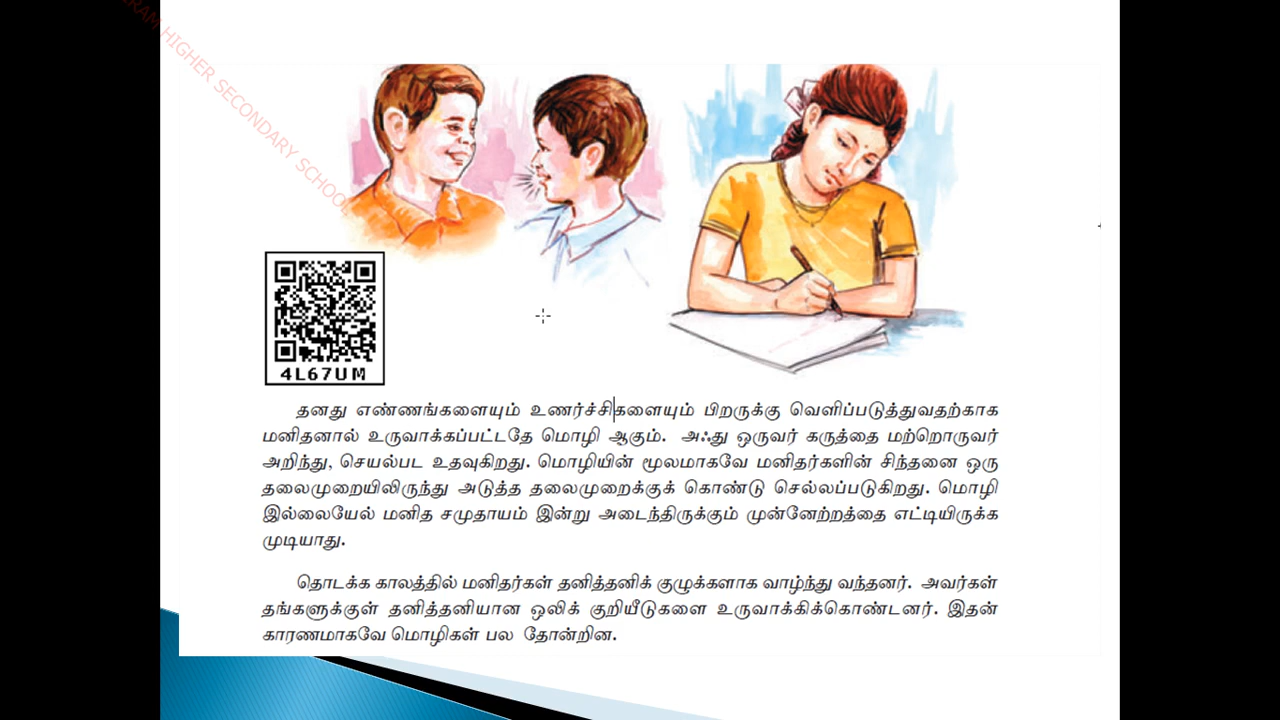 RAM HIGHER SECONDARY SCHOOL
4L67UM
தனது எண்ணங்களையும் உணர்ச்சிகளையும் பிறருக்கு வெளிப்படுத்துவதற்காக
மனிதனால் உருவாக்கப்பட்டதே மொழி ஆகும். அஃது ஒருவர் கருத்தை மற்றொருவர்
அறிந்து, செயல்பட உதவுகிறது. மொழியின் மூலமாகவே மனிதர்களின் சிந்தனை ஒரு
தலைமுறையிலிருந்து அடுத்த தலைமுறைக்குக் கொண்டு செல்லப்படுகிறது. மொழி
இல்லையேல் மனித சமுதாயம் இன்று அடைந்திருக்கும் முன்னேற்றத்தை எட்டியிருக்க
முடியாது.
தொடக்க காலத்தில் மனிதர்கள் தனித்தனிக் குழுக்களாக வாழ்ந்து வந்தனர். அவர்கள்
தங்களுக்குள் தனித்தனியான ஒலிக் குறியீடுகளை உருவாக்கிக்கொண்டனர். இதன்
காரணமாகவே மொழிகள் பல தோன்றின.